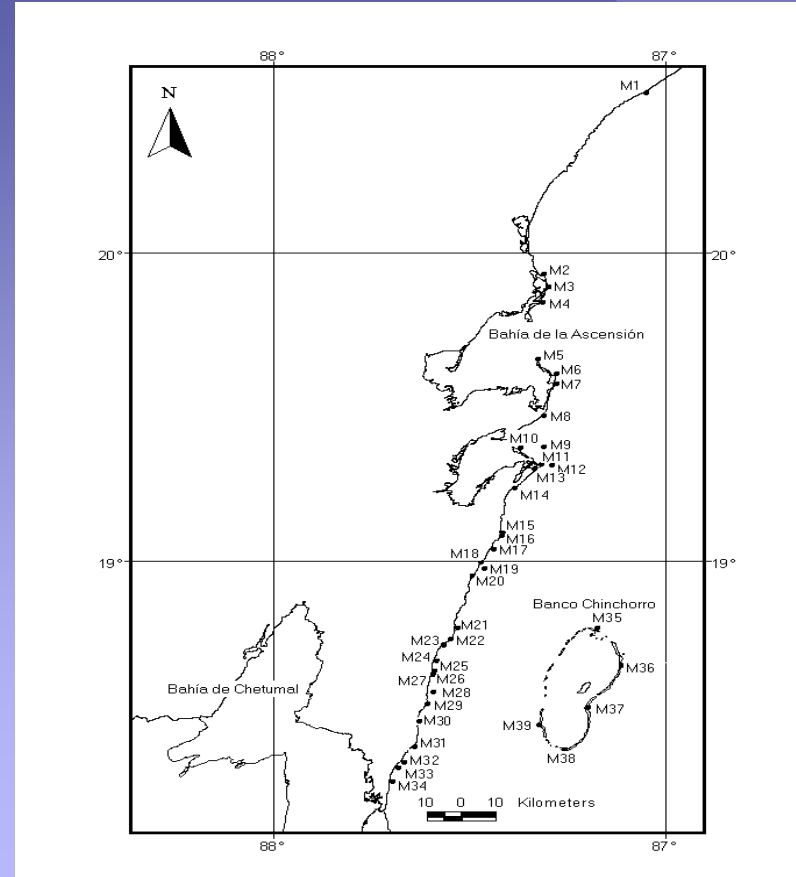 88° 87°
N
M1
20° 20°
M2
M3
M4
Bahía de la Ascensión
M5
M6
M7
M8
M10
M9
M11
M12
M13
M14
M15
M16
M17
M18
19° 19°
M19
M20
Banco Chinchorro
M35
M21
M22
M23
M24
M25
M36
M26
M27
Bahía de Chetumal
M28
M29
M37
M30
M39
M31
M38
M32
M33
M34
10 0 10 Kilometers
88° 87°